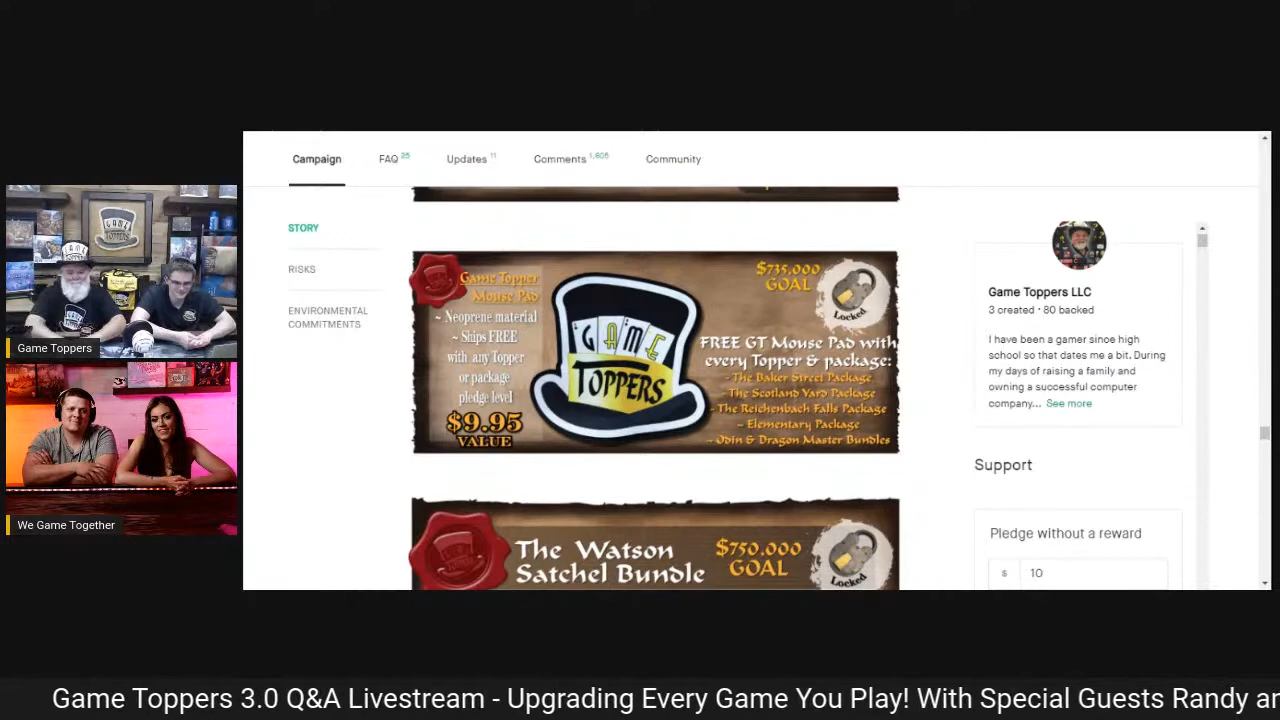 Campaign
FAQ 25
Updates 11
Comments 1,605
Community
STORY
RISKS
ENVIRONMENTAL
COMMITMENTS
GAME
TOPPERS
Game Toppers
We Game Together
Game Topper
Mouse Pad
~ Neoprene material
~ Ships FREE
with any Topper
or package
pledge level
$9.95
VALUE
GAME
TOPPERS
$735,000
GOAL
Locked
FREE GT Mouse Pad with
every Topper & package:
~ The Baker Street Package
~ The Scotland Yard Package
~ The Reichenbach Falls Package
~ Elementary Package
~ Odin & Dragon Master Bundles
The Watson
Satchel Bundle
$750,000
GOAL
Locked
Game Toppers LLC
3 created · 80 backed
I have been a gamer since high
school so that dates me a bit. During
my days of raising a family and
owning a successful computer
company... See more
Support
Pledge without a reward
$ 10
Game Toppers 3.0 Q&A Livestream - Upgrading Every Game You Play! With Special Guests Randy